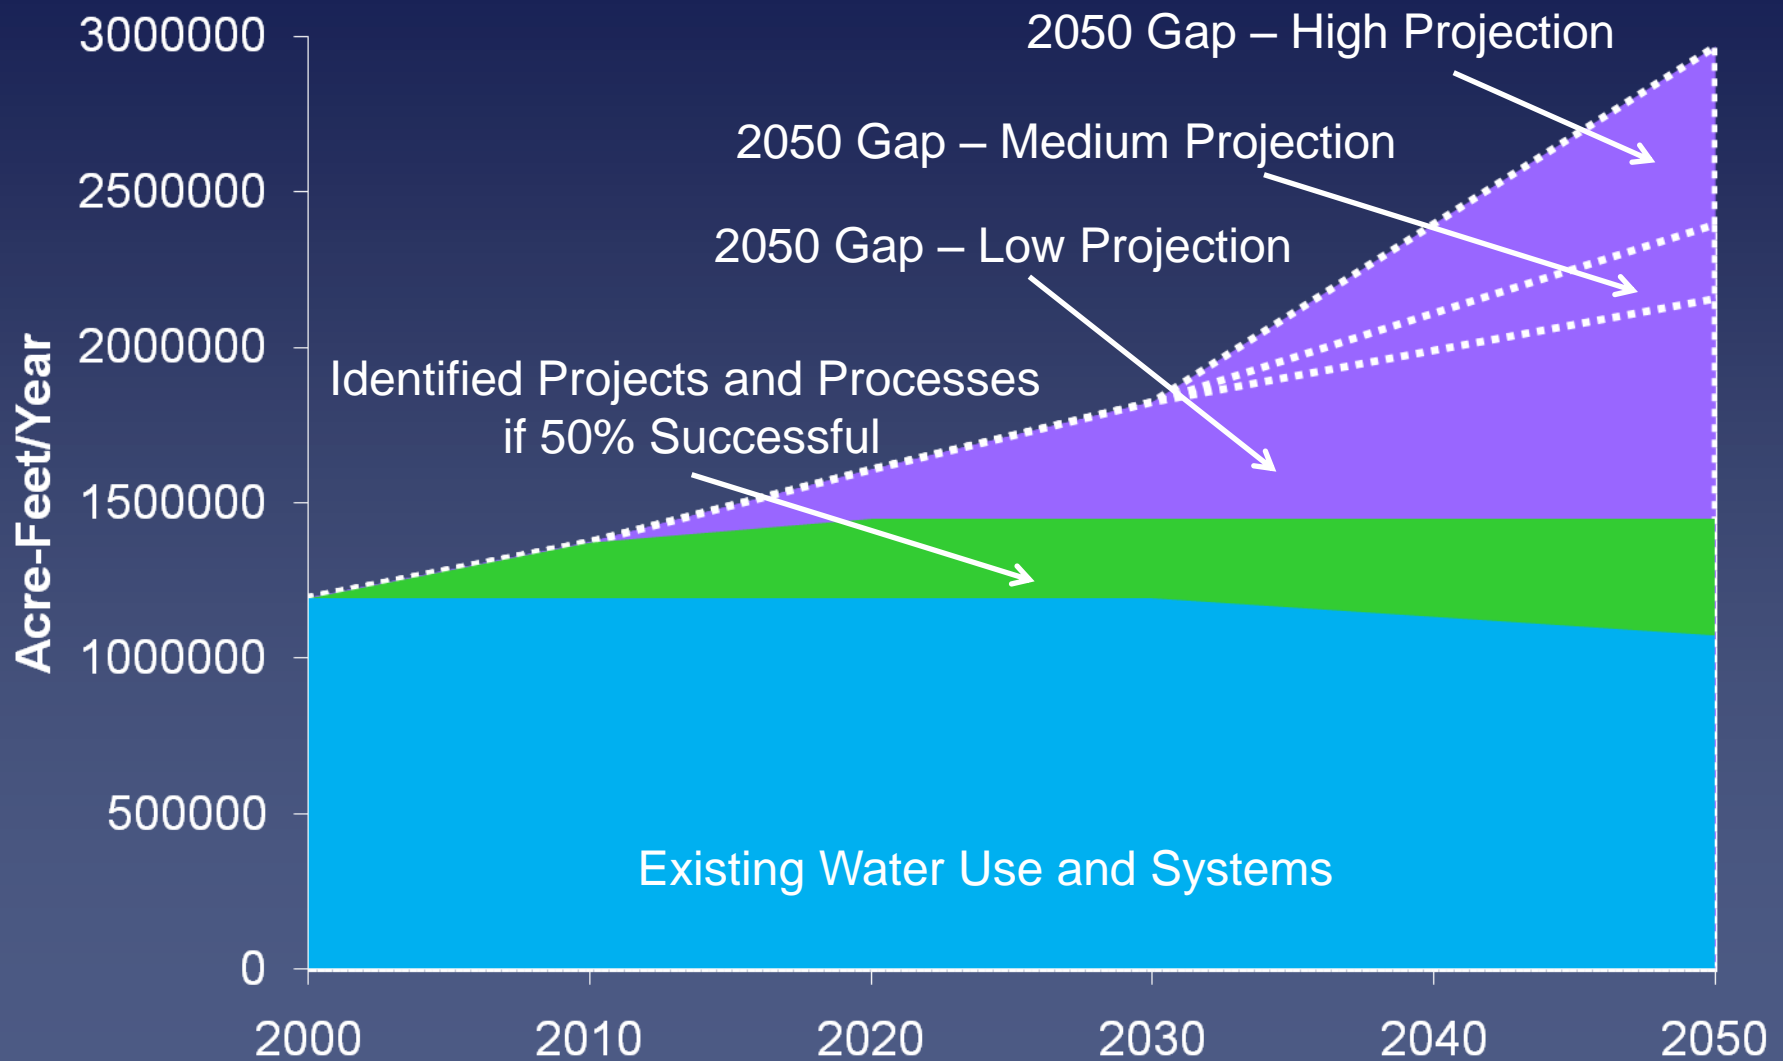 2050 Gap – High Projection
2050 Gap – Medium Projection
2050 Gap – Low Projection
Identified Projects and Processes
if 50% Successful
Existing Water Use and Systems
Acre-Feet/Year
3000000
2500000
2000000
1500000
1000000
500000
0
2000 2010 2020 2030 2040 2050